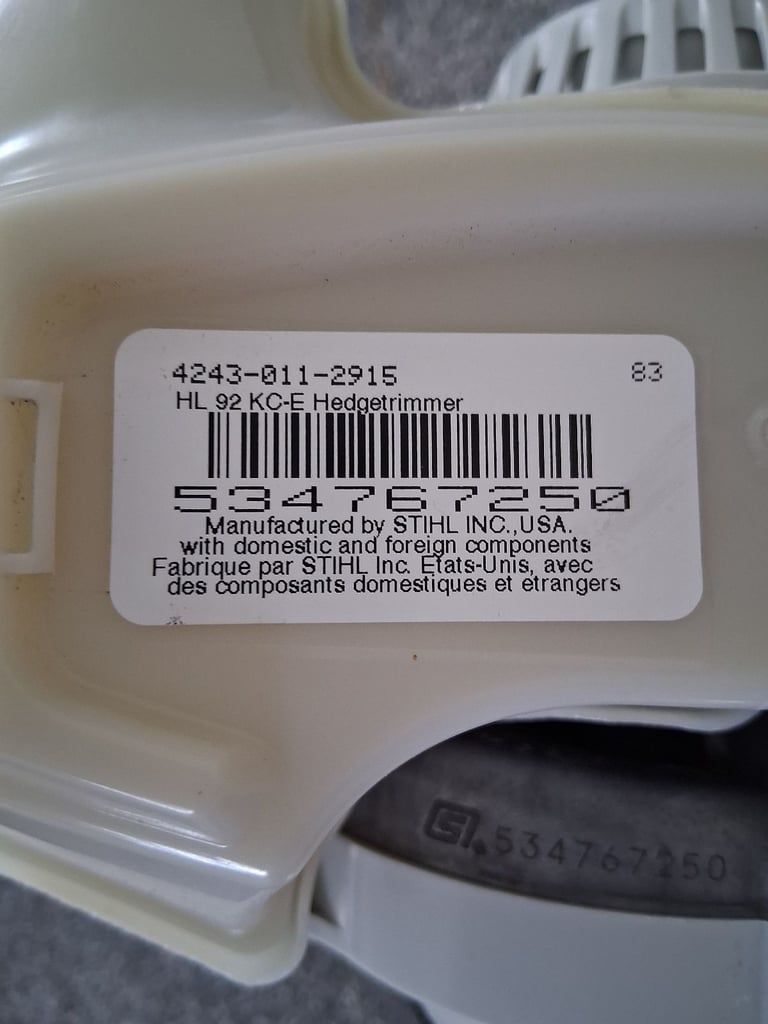 4243-011-2915 83
HL 92 KC-E Hedgetrimmer
534767250
Manufactured by STIHL INC.,USA.
with domestic and foreign components
Fabrique par STIHL Inc. Etats-Unis, avec
des composants domestiques et etrangers
534767250